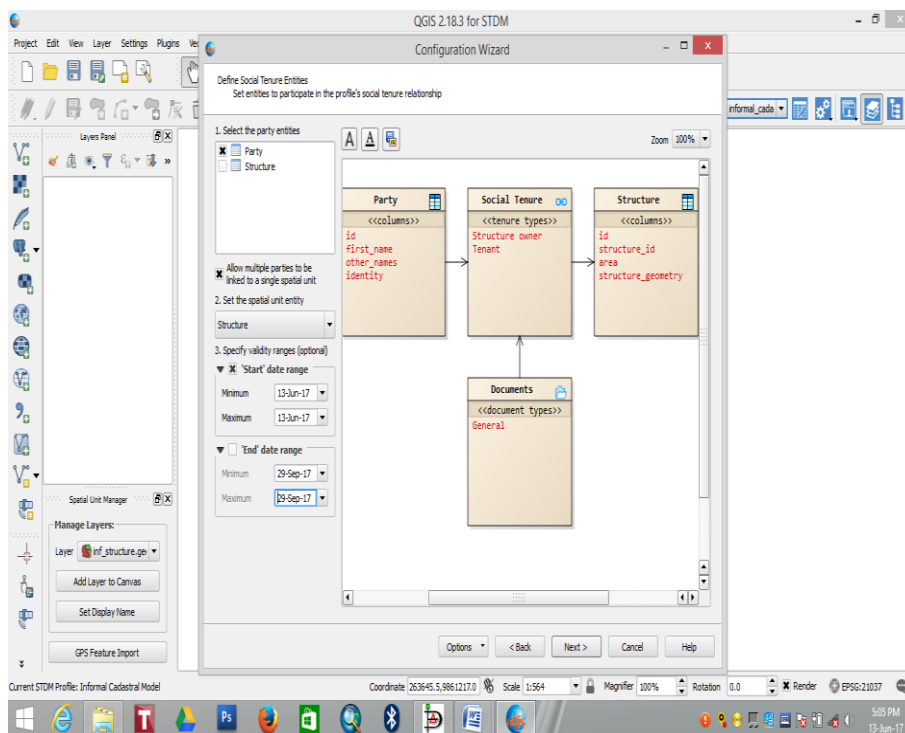 QGIS 2.18.3 for STDM
Project Edit View Layer Settings Plugins
Configuration Wizard
Define Social Tenure Entities
Set entities to participate in the profile's social tenure relationship
informal_cada
Layers Panel
1. Select the party entities
Party
Structure
Zoom 100%
Party
<<columns>>
id
first_name
other_names
identity
Social Tenure
<<tenure types>>
Structure owner
Tenant
Structure
<<columns>>
id
structure_id
area
structure_geometry
Allow multiple parties to be
linked to a single spatial unit
2. Set the spatial unit entity
Structure
3. Specify validity ranges (optional)
'Start' date range
Minimum 13-Jun-17
Maximum 13-Jun-17
'End' date range
Minimum 29-Sep-17
Maximum 29-Sep-17
Documents
<<document types>>
General
Spatial Unit Manager
Manage Layers:
Layer inf_structure.ge
Add Layer to Canvas
Set Display Name
GPS Feature Import
Options < Back Next > Cancel Help
Current STDM Profile: Informal Cadastral Model Coordinate 263645.5,9861217.0 Scale 1:564 Magnifier 100% Rotation 0.0 Render EPSG:21037
5:05 PM
13-Jun-17